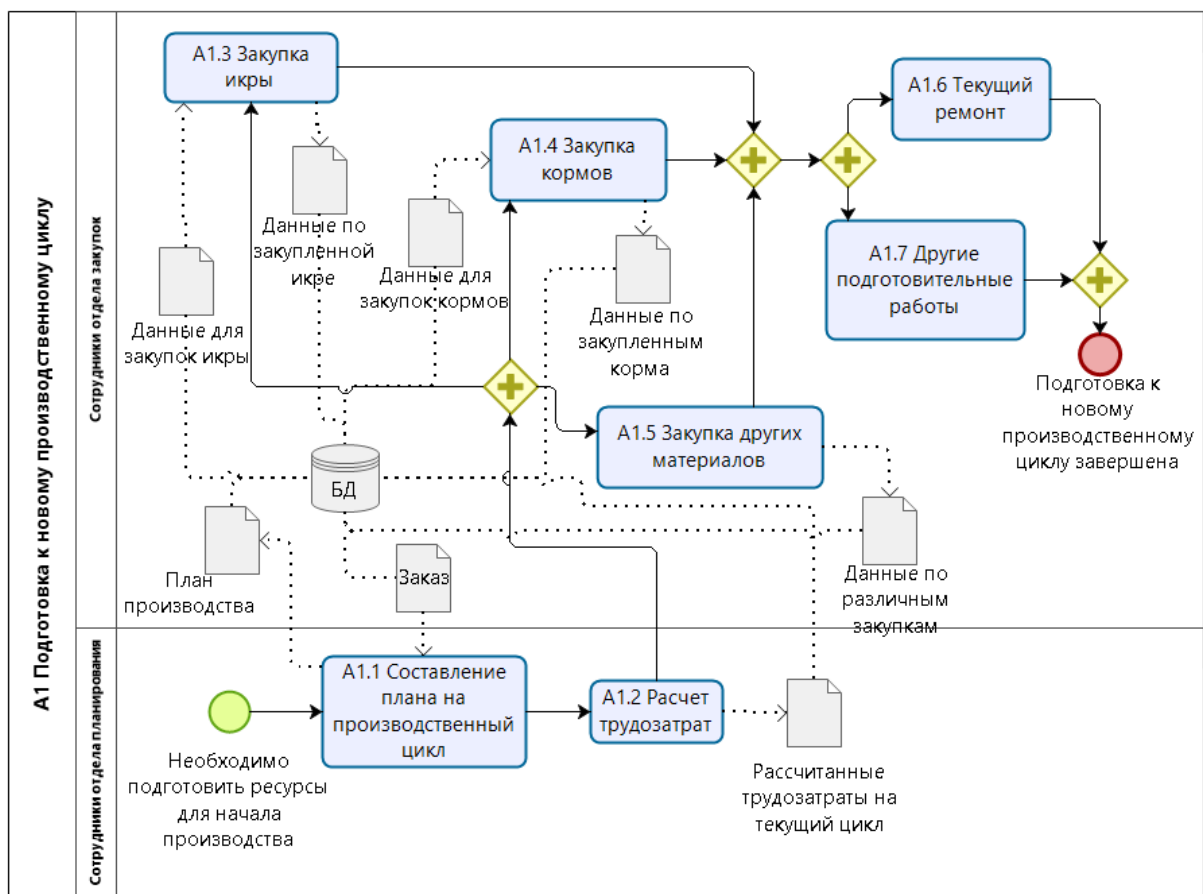 А1 Подготовка к новому производственному циклу
Сотрудники отдела закупок
А1.3 Закупка
икры
А1.6 Текущий
ремонт
А1.4 Закупка
кормов
Данные по
закупленной
икре
Данные для
закупок кормов
А1.7 Другие
подготовительные
работы
Данные для
закупок икры
Данные по
закупленным
корма
Подготовка к
новому
производственному
циклу завершена
А1.5 Закупка других
материалов
БД
План
производства
Заказ
Данные по
различным
закупкам
Сотрудники отдела планирования
А1.1 Составление
плана на
производственный
цикл
А1.2 Расчет
трудозатрат
Необходимо
подготовить ресурсы
для начала
производства
Рассчитанные
трудозатраты на
текущий цикл